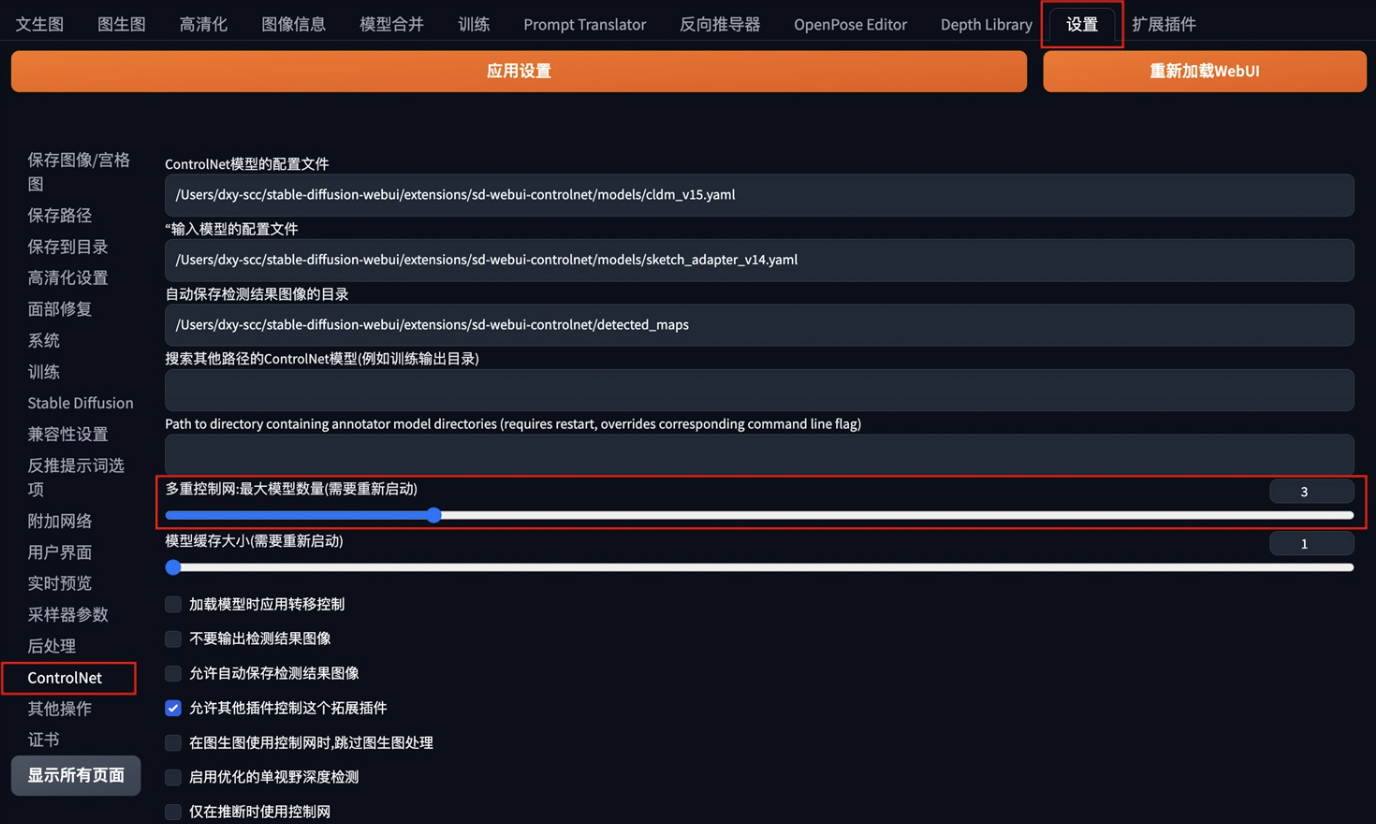 文生图 图生图 高清化 图像信息 模型合并 训练 Prompt Translator 反向推导器 OpenPose Editor Depth Library 设置 扩展插件
应用设置 重新加载WebUI
保存图像/宫格
图
保存路径
保存到目录
高清化设置
面部修复
系统
训练
Stable Diffusion
兼容性设置
反推提示词选
项
附加网络
用户界面
实时预览
采样器参数
后处理
ControlNet
其他操作
证书
显示所有页面
ControlNet模型的配置文件
/Users/dxy-scc/stable-diffusion-webui/extensions/sd-webui-controlnet/models/cldm_v15.yaml
“输入模型的配置文件
/Users/dxy-scc/stable-diffusion-webui/extensions/sd-webui-controlnet/models/sketch_adapter_v14.yaml
自动保存检测结果图像的目录
/Users/dxy-scc/stable-diffusion-webui/extensions/sd-webui-controlnet/detected_maps
搜索其他路径的ControlNet模型(例如训练输出目录)
Path to directory containing annotator model directories (requires restart, overrides corresponding command line flag)
多重控制网:最大模型数量(需要重新启动) 3
模型缓存大小(需要重新启动) 1
加载模型时应用转移控制
不要输出检测结果图像
允许自动保存检测结果图像
允许其他插件控制这个拓展插件
在图生图使用控制网时,跳过图生图处理
启用优化的单视野深度检测
仅在推断时使用控制网